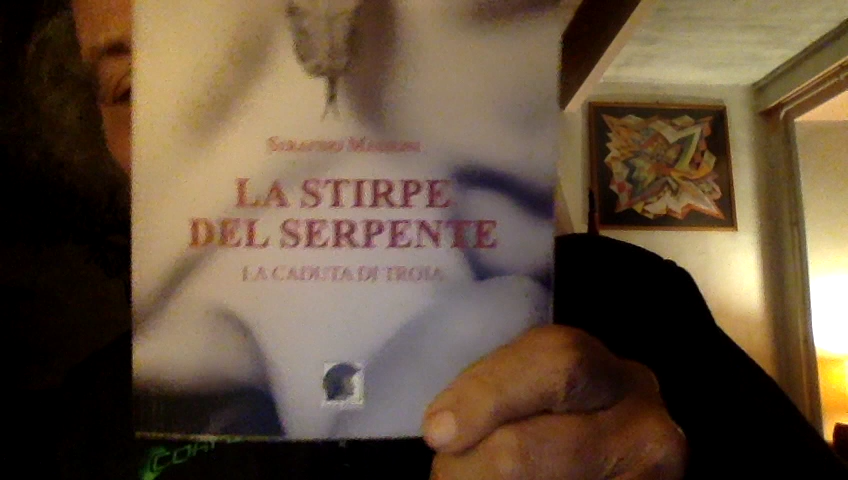 LA STIRPE
DEL SERPENTE
LA CADUTA DI TROIA